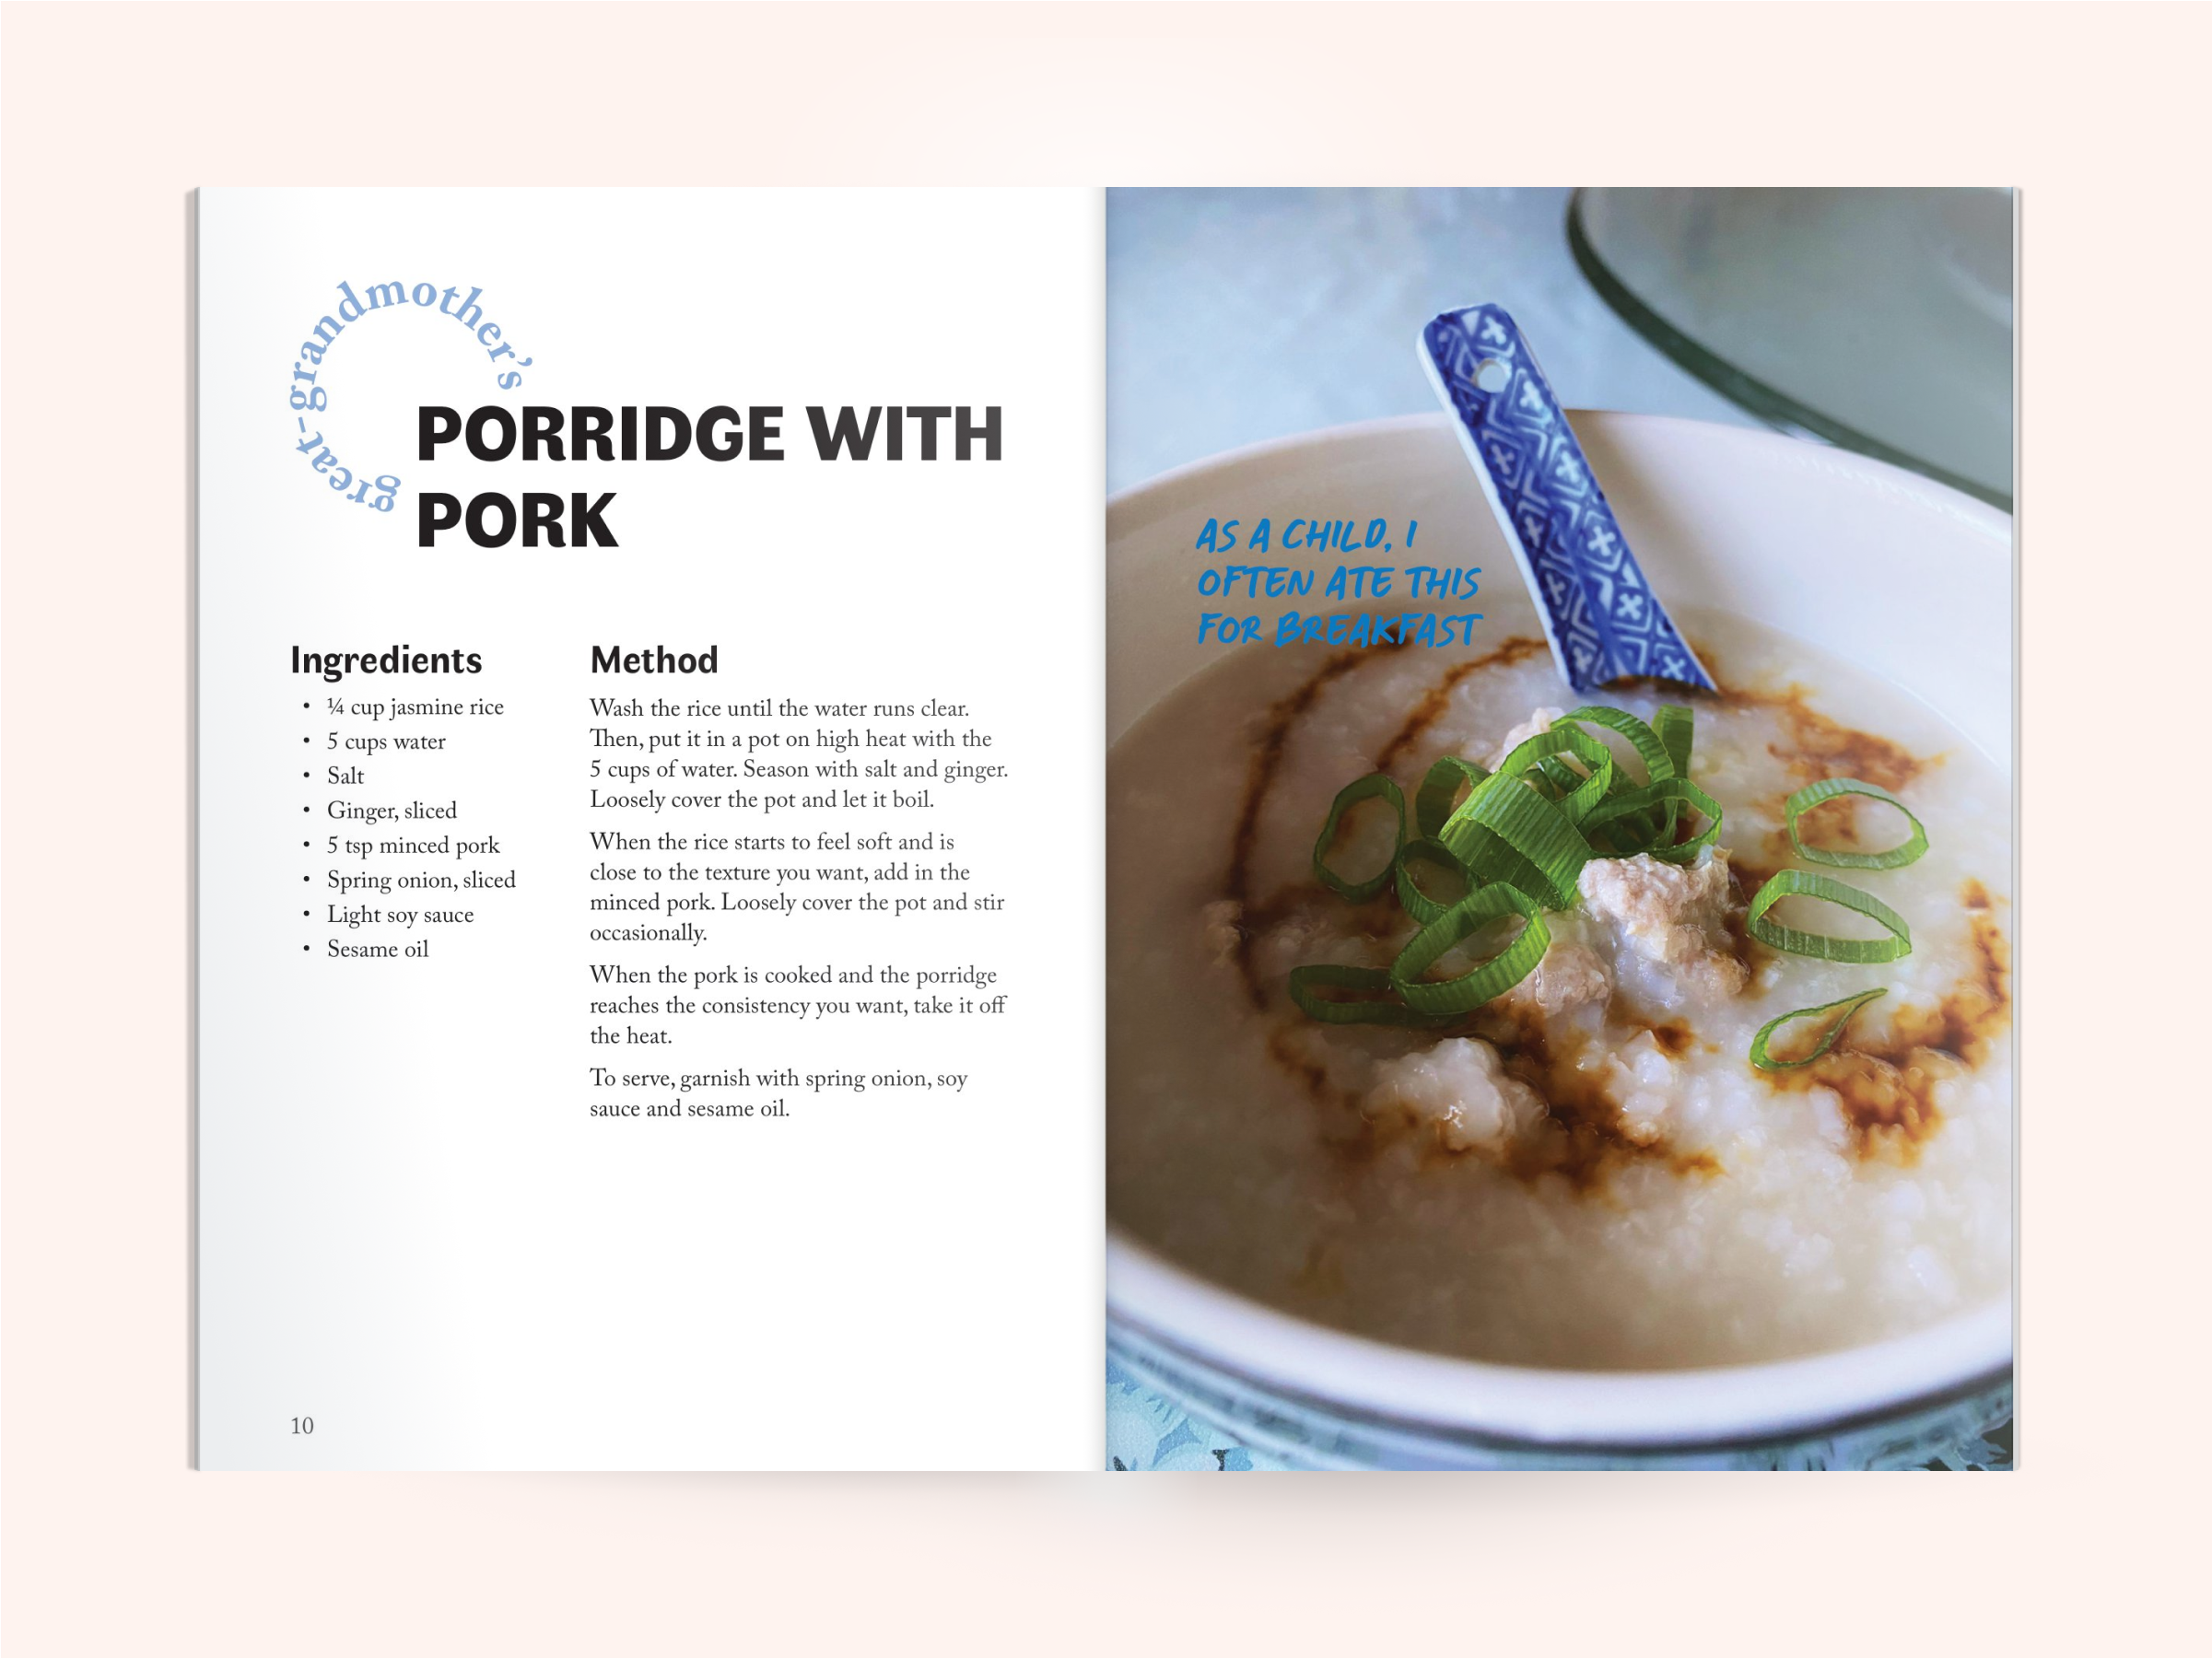 great-grandmother's
PORRIDGE WITH
PORK
Ingredients
• ¼ cup jasmine rice
• 5 cups water
• Salt
• Ginger, sliced
• 5 tsp minced pork
• Spring onion, sliced
• Light soy sauce
• Sesame oil
Method
Wash the rice until the water runs clear.
Then, put it in a pot on high heat with the
5 cups of water. Season with salt and ginger.
Loosely cover the pot and let it boil.
When the rice starts to feel soft and is
close to the texture you want, add in the
minced pork. Loosely cover the pot and stir
occasionally.
When the pork is cooked and the porridge
reaches the consistency you want, take it off
the heat.
To serve, garnish with spring onion, soy
sauce and sesame oil.
10
AS A CHILD, I
OFTEN ATE THIS
FOR BREAKFAST